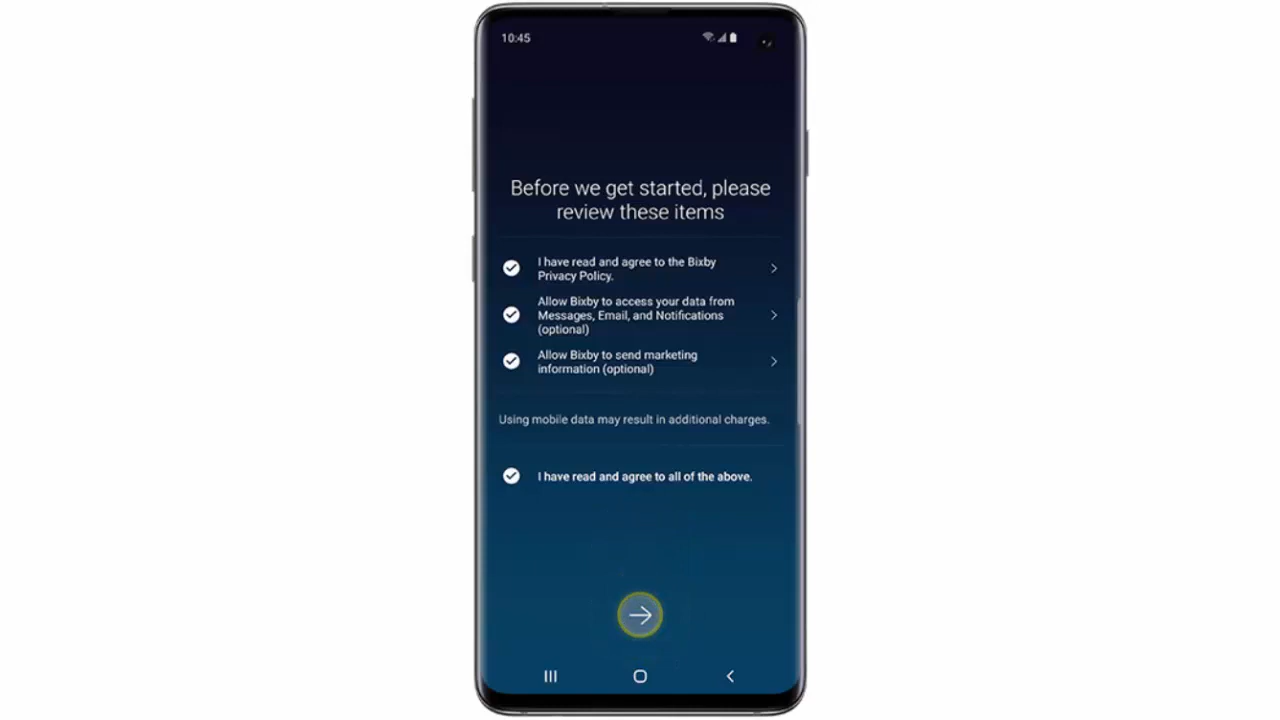 10:45
Before we get started, please
review these items
I have read and agree to the Bixby
Privacy Policy.
Allow Bixby to access your data from
Messages, Email, and Notifications
(optional)
Allow Bixby to send marketing
information (optional)
Using mobile data may result in additional charges.
I have read and agree to all of the above.